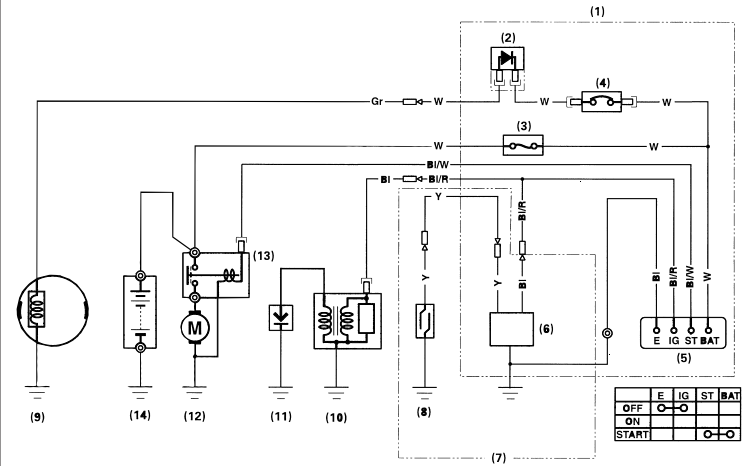 (1)
(2)
(4)
Gr W W W
(3)
W W
Bl/W
Bl Bl/R
Y
Bl/R
(13)
Y Y Bl Bl Bl/R Bl/W W
M
(6)
E IG ST BAT
(5)
(9) (14) (12) (11) (10) (8)
(7)
E IG ST BAT
OFF
ON
START